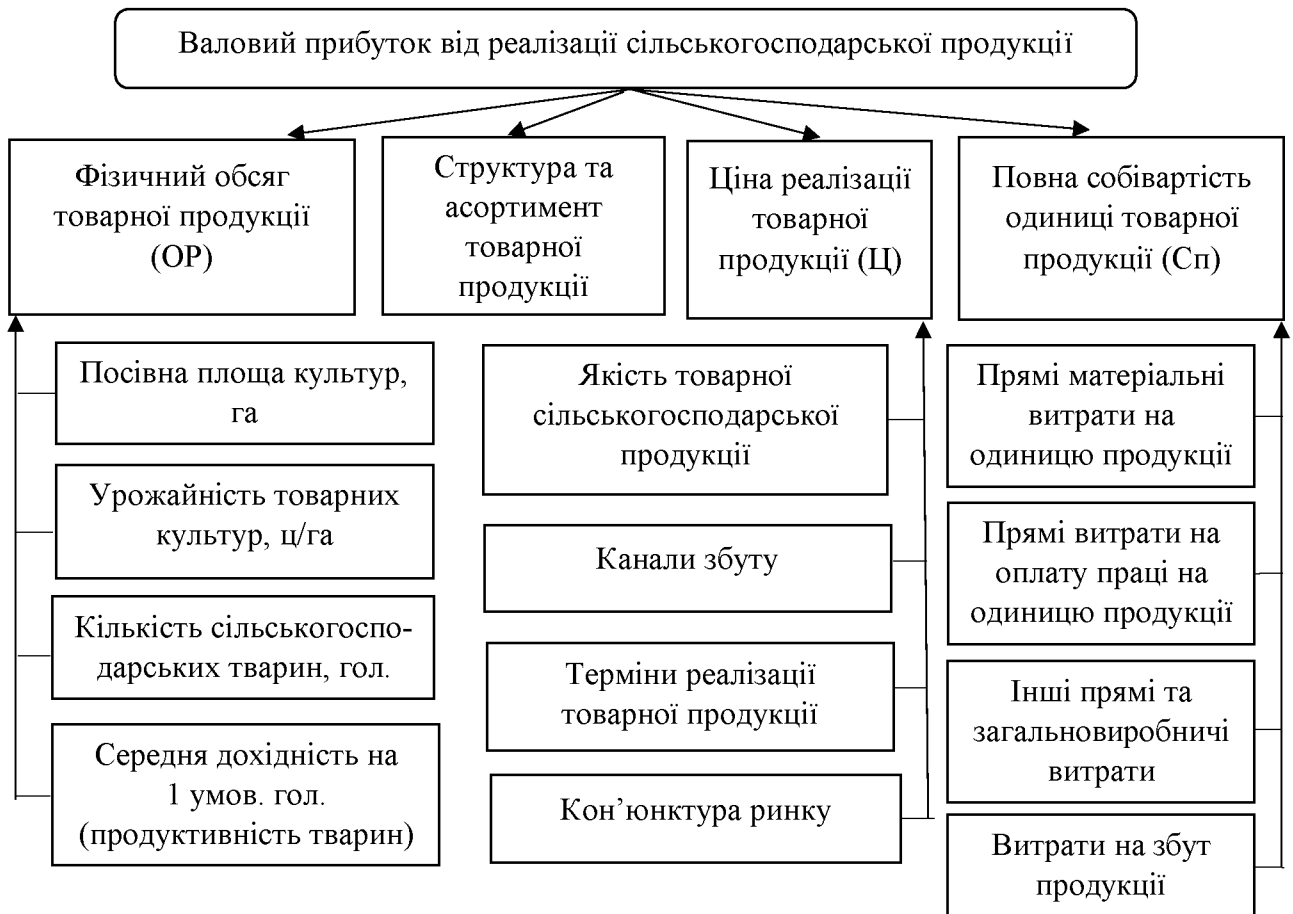 Валовий прибуток від реалізації сільськогосподарської продукції
Фізичний обсяг
товарної продукції
(ОР)
Структура та
асортимент
товарної
продукції
Ціна реалізації
товарної
продукції (Ц)
Повна собівартість
одиниці товарної
продукції (Сп)
Посівна площа культур,
га
Урожайність товарних
культур, ц/га
Кількість сільськогоспо-
дарських тварин, гол.
Середня дохідність на
1 умов. гол.
(продуктивність тварин)
Якість товарної
сільськогосподарської
продукції
Канали збуту
Терміни реалізації
товарної продукції
Кон’юнктура ринку
Прямі матеріальні
витрати на
одиницю продукції
Прямі витрати на
оплату праці на
одиницю продукції
Інші прямі та
загальновиробничі
витрати
Витрати на збут
продукції